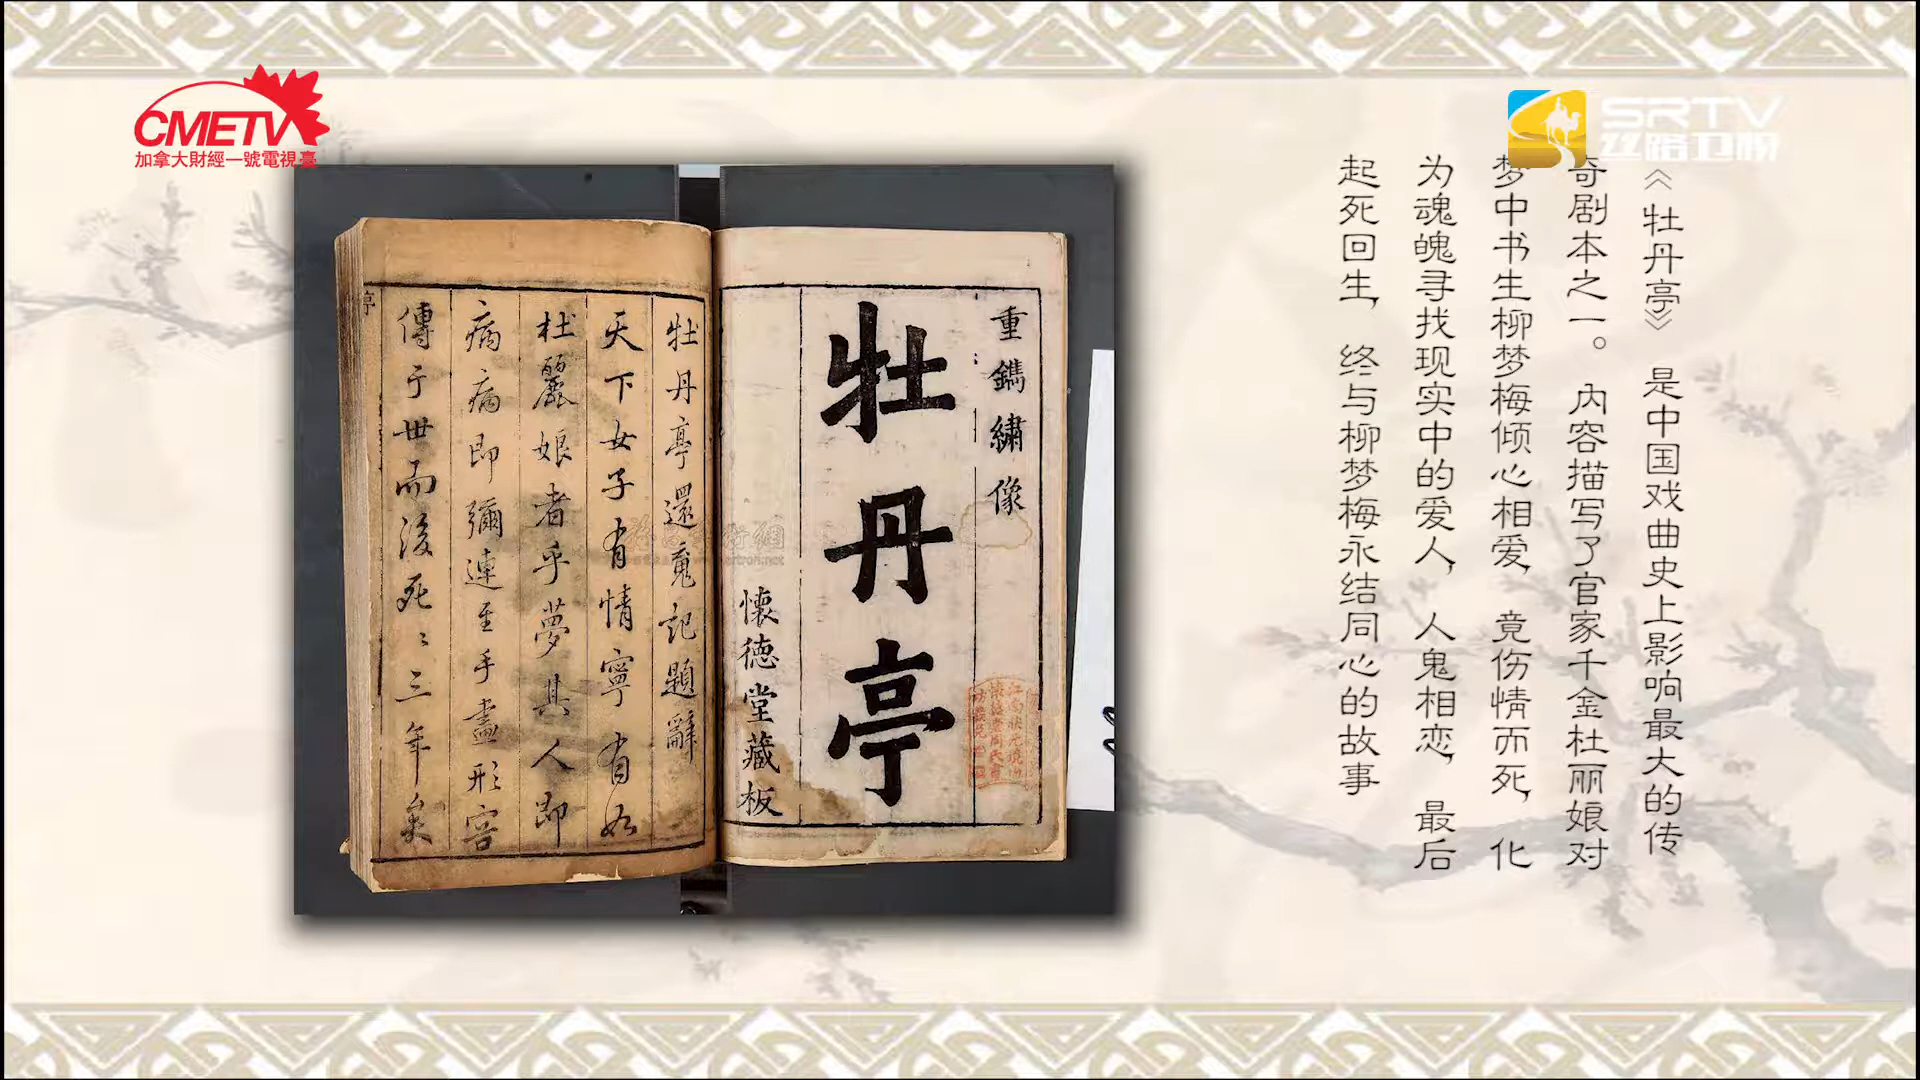 CMETV
加拿大財經一號電視臺
SRTV
丝路卫视
《牡丹亭》是中国戏曲史上影响最大的传
奇剧本之一。内容描写了官家千金杜丽娘对
梦中书生柳梦梅倾心相爱，竟伤情而死，化
为魂魄寻找现实中的爱人，人鬼相恋，最后
起死回生，终与柳梦梅永结同心的故事
重鐫繡像
牡丹亭
懷德堂藏板
牡丹亭還魂記題辭
天下女子有情寧有如
杜麗娘者乎夢其人即
病病即彌連至手畫形容
傳于世而後死三年矣